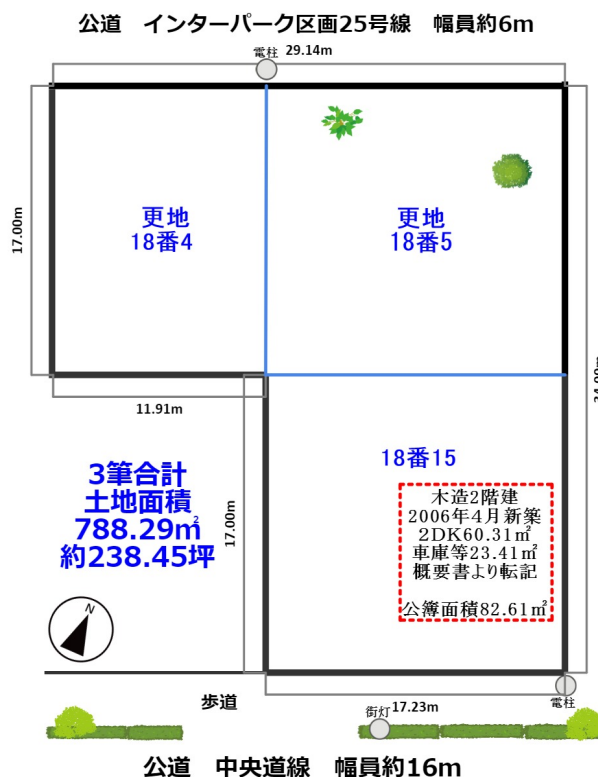 公道　インターパーク区画25号線　幅員約6m
電柱 29.14m
17.00m
更地
18番4
更地
18番5
11.91m
3筆合計
土地面積
788.29㎡
約238.45坪
17.00m
18番15
木造2階建
2006年4月新築
2DK60.31㎡
車庫等23.41㎡
概要書より転記
公簿面積82.61㎡
N
歩道
街灯
17.23m
電柱
公道　中央道線　幅員約16m